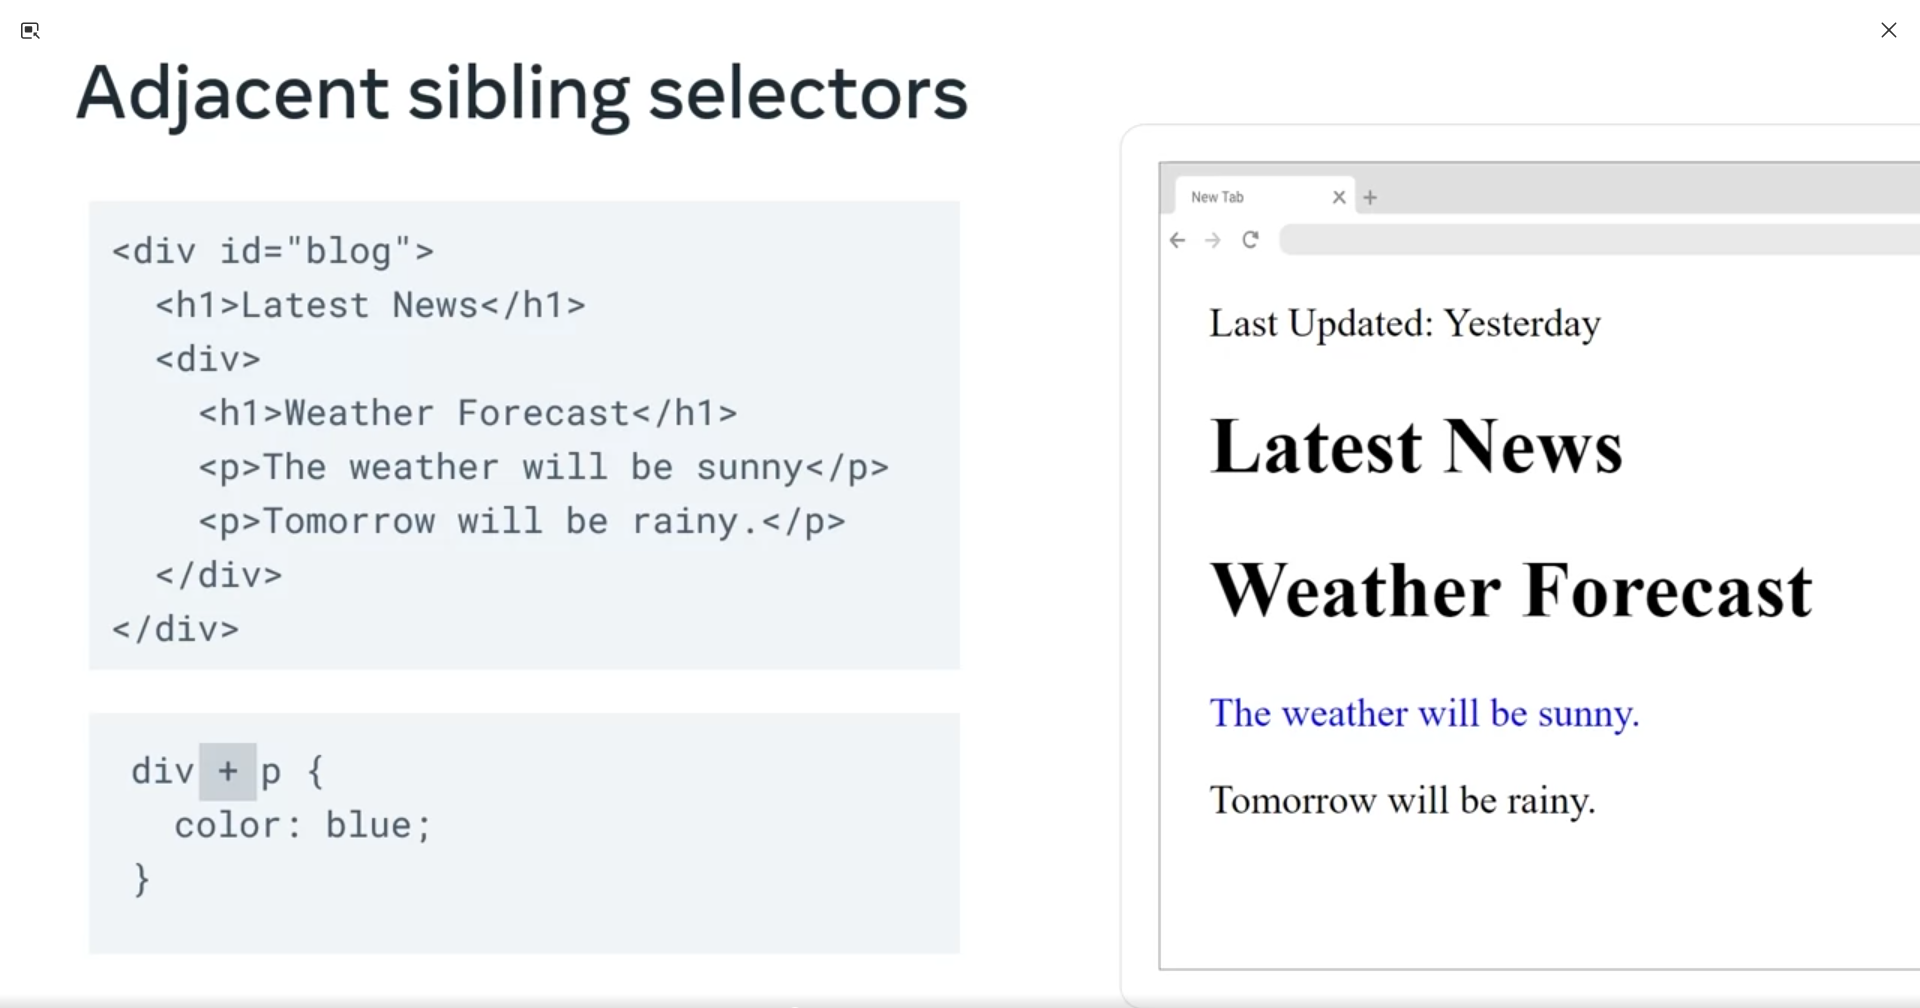 Adjacent sibling selectors
<div id="blog">
  <h1>Latest News</h1>
  <div>
    <h1>Weather Forecast</h1>
    <p>The weather will be sunny</p>
    <p>Tomorrow will be rainy.</p>
  </div>
</div>
div + p {
  color: blue;
}
New Tab
Last Updated: Yesterday
Latest News
Weather Forecast
The weather will be sunny.
Tomorrow will be rainy.